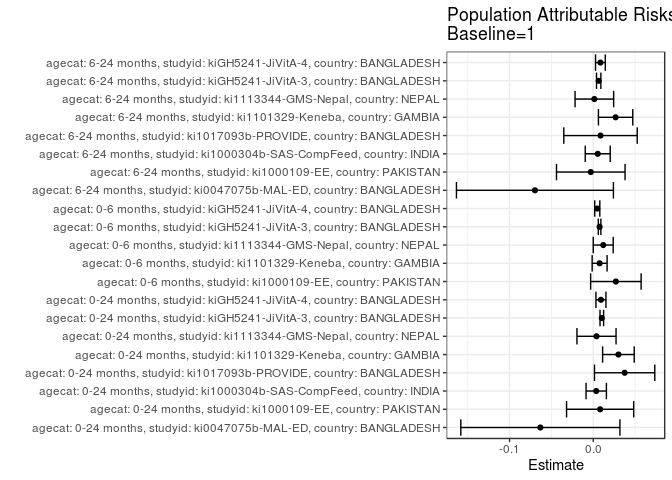 Population Attributable Risks
Baseline=1
agecat: 6-24 months, studyid: kiGH5241-JiVitA-4, country: BANGLADESH
agecat: 6-24 months, studyid: kiGH5241-JiVitA-3, country: BANGLADESH
agecat: 6-24 months, studyid: ki1113344-GMS-Nepal, country: NEPAL
agecat: 6-24 months, studyid: ki1101329-Keneba, country: GAMBIA
agecat: 6-24 months, studyid: ki1017093b-PROVIDE, country: BANGLADESH
agecat: 6-24 months, studyid: ki1000304b-SAS-CompFeed, country: INDIA
agecat: 6-24 months, studyid: ki1000109-EE, country: PAKISTAN
agecat: 6-24 months, studyid: ki0047075b-MAL-ED, country: BANGLADESH
agecat: 0-6 months, studyid: kiGH5241-JiVitA-4, country: BANGLADESH
agecat: 0-6 months, studyid: kiGH5241-JiVitA-3, country: BANGLADESH
agecat: 0-6 months, studyid: ki1113344-GMS-Nepal, country: NEPAL
agecat: 0-6 months, studyid: ki1101329-Keneba, country: GAMBIA
agecat: 0-6 months, studyid: ki1000109-EE, country: PAKISTAN
agecat: 0-24 months, studyid: kiGH5241-JiVitA-4, country: BANGLADESH
agecat: 0-24 months, studyid: kiGH5241-JiVitA-3, country: BANGLADESH
agecat: 0-24 months, studyid: ki1113344-GMS-Nepal, country: NEPAL
agecat: 0-24 months, studyid: ki1101329-Keneba, country: GAMBIA
agecat: 0-24 months, studyid: ki1017093b-PROVIDE, country: BANGLADESH
agecat: 0-24 months, studyid: ki1000304b-SAS-CompFeed, country: INDIA
agecat: 0-24 months, studyid: ki1000109-EE, country: PAKISTAN
agecat: 0-24 months, studyid: ki0047075b-MAL-ED, country: BANGLADESH
-0.1 0.0
Estimate